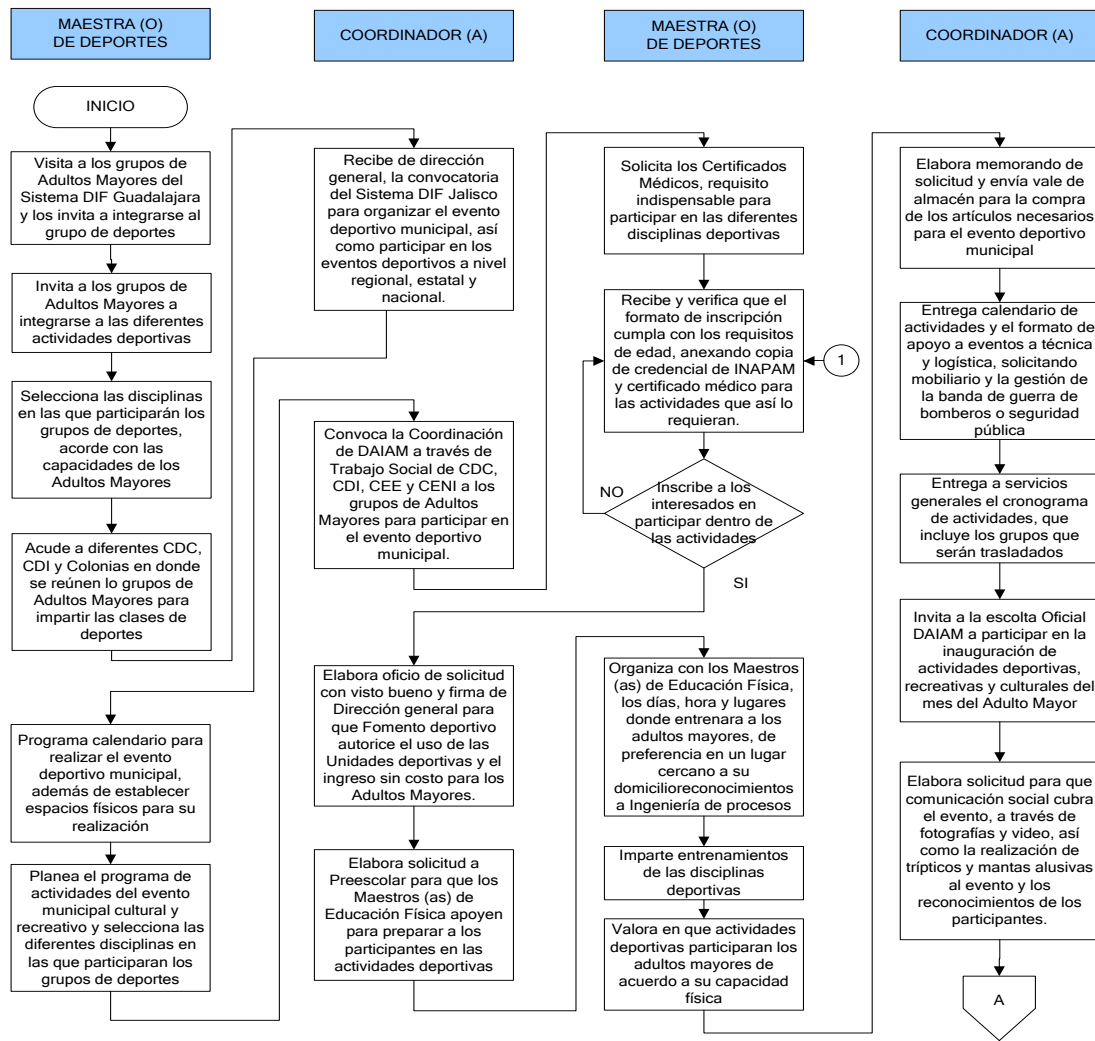 MAESTRA (O)
DE DEPORTES
COORDINADOR (A)
MAESTRA (O)
DE DEPORTES
COORDINADOR (A)
INICIO
Visita a los grupos de
Adultos Mayores del
Sistema DIF Guadalajara
y los invita a integrarse al
grupo de deportes
Invita a los grupos de
Adultos Mayores a
integrarse a las diferentes
actividades deportivas
Selecciona las disciplinas
en las que participarán los
grupos de deportes,
acorde con las
capacidades de los
Adultos Mayores
Acude a diferentes CDC,
CDI y Colonias en donde
se reúnen lo grupos de
Adultos Mayores para
impartir las clases de
deportes
Recibe de dirección
general, la convocatoria
del Sistema DIF Jalisco
para organizar el evento
deportivo municipal, así
como participar en los
eventos deportivos a nivel
regional, estatal y
nacional.
Programa calendario para
realizar el evento
deportivo municipal,
además de establecer
espacios físicos para su
realización
Planea el programa de
actividades del evento
municipal cultural y
recreativo y selecciona las
diferentes disciplinas en
las que participaran los
grupos de deportes
Convoca la Coordinación
de DAIAM a través de
Trabajo Social de CDC,
CDI, CEE y CENI a los
grupos de Adultos
Mayores para participar en
el evento deportivo
municipal.
Solicita los Certificados
Médicos, requisito
indispensable para
participar en las diferentes
disciplinas deportivas
Recibe y verifica que el
formato de inscripción
cumpla con los requisitos
de edad, anexando copia
de credencial de INAPAM
y certificado médico para
las actividades que así lo
requieran.
1
NO
Inscribe a los
interesados en
participar dentro de
las actividades
SI
Elabora oficio de solicitud
con visto bueno y firma de
Dirección general para
que Fomento deportivo
autorice el uso de las
Unidades deportivas y el
ingreso sin costo para los
Adultos Mayores.
Elabora solicitud a
Preescolar para que los
Maestros (as) de
Educación Física apoyen
para preparar a los
participantes en las
actividades deportivas
Organiza con los Maestros
(as) de Educación Física,
los días, hora y lugares
donde entrenara a los
adultos mayores, de
preferencia en un lugar
cercano a su
domicilioreconocimientos
a Ingeniería de procesos
Imparte entrenamientos
de las disciplinas
deportivas
Valora en que actividades
deportivas participaran los
adultos mayores de
acuerdo a su capacidad
física
Elabora memorando de
solicitud y envía vale de
almacén para la compra
de los artículos necesarios
para el evento deportivo
municipal
Entrega calendario de
actividades y el formato de
apoyo a eventos a técnica
y logística, solicitando
mobiliario y la gestión de
la banda de guerra de
bomberos o seguridad
pública
Entrega a servicios
generales el cronograma
de actividades, que
incluye los grupos que
serán trasladados
Invita a la escolta Oficial
DAIAM a participar en la
inauguración de
actividades deportivas,
recreativas y culturales del
mes del Adulto Mayor
Elabora solicitud para que
comunicación social cubra
el evento, a través de
fotografías y video, así
como la realización de
trípticos y mantas alusivas
al evento y los
reconocimientos de los
participantes.
A